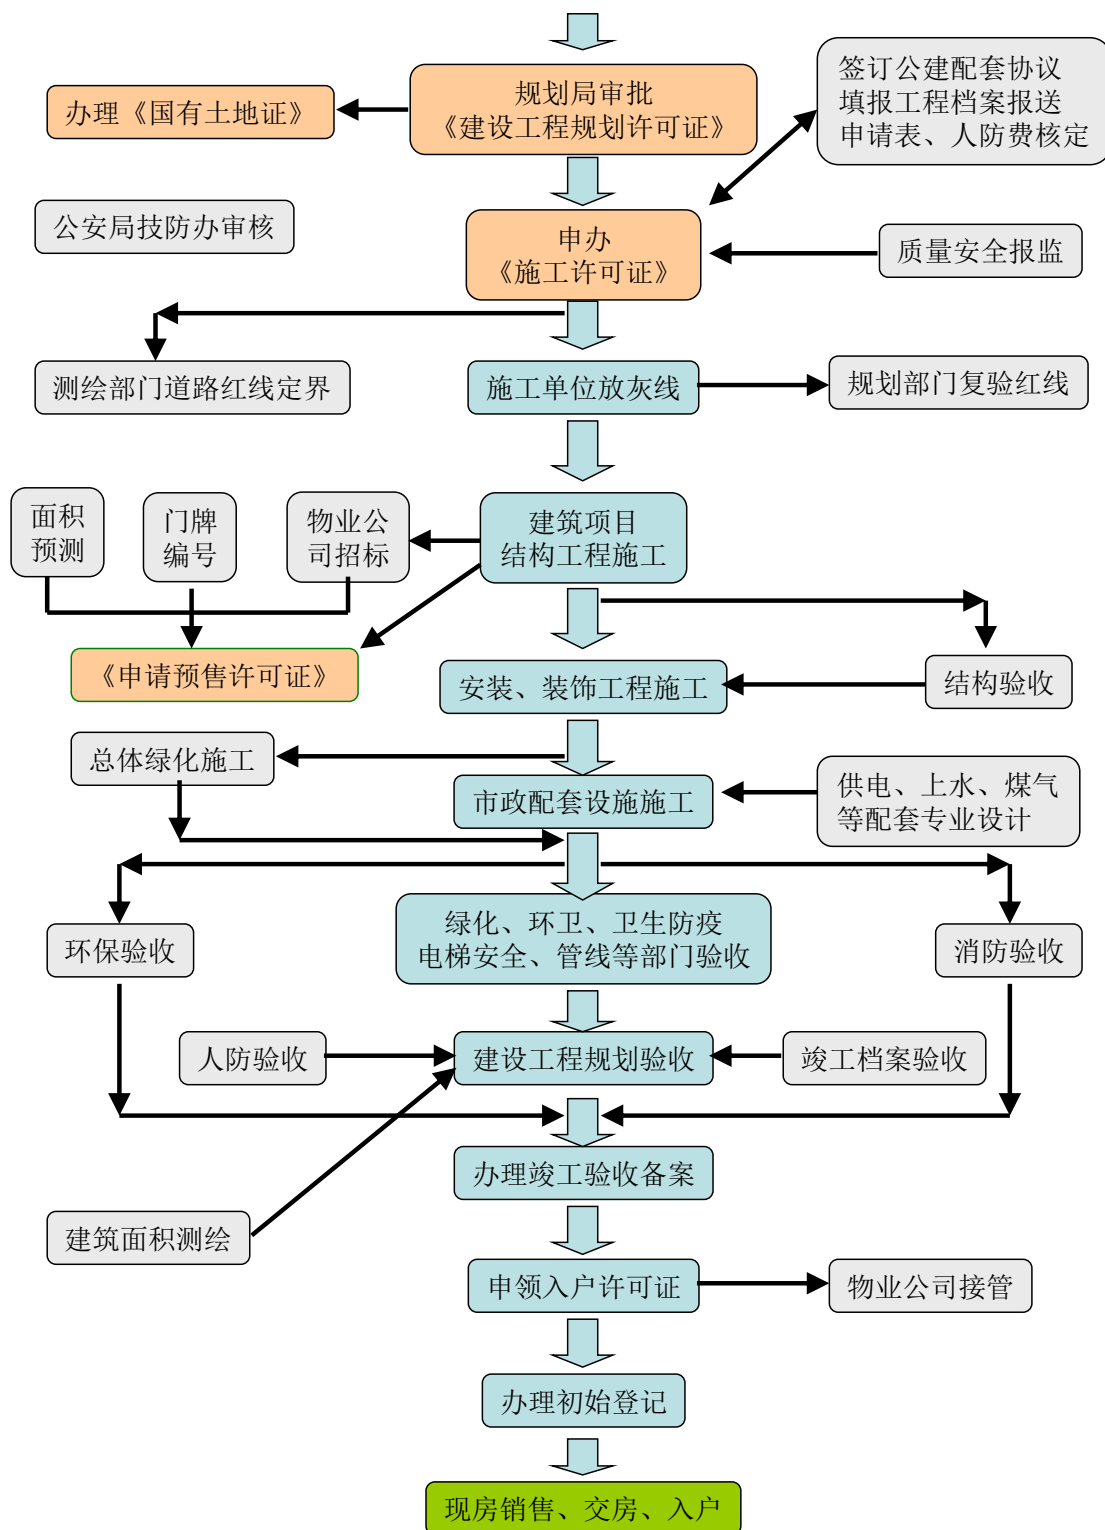 规划局审批
《建设工程规划许可证》
办理《国有土地证》
签订公建配套协议
填报工程档案报送
申请表、人防费核定
公安局技防办审核
申办
《施工许可证》
质量安全报监
测绘部门道路红线定界
施工单位放灰线
规划部门复验红线
面积
预测
门牌
编号
物业公
司招标
建筑项目
结构工程施工
《申请预售许可证》
安装、装饰工程施工
结构验收
总体绿化施工
市政配套设施施工
供电、上水、煤气
等配套专业设计
环保验收
绿化、环卫、卫生防疫
电梯安全、管线等部门验收
消防验收
人防验收
建设工程规划验收
竣工档案验收
办理竣工验收备案
建筑面积测绘
申领入户许可证
物业公司接管
办理初始登记
现房销售、交房、入户